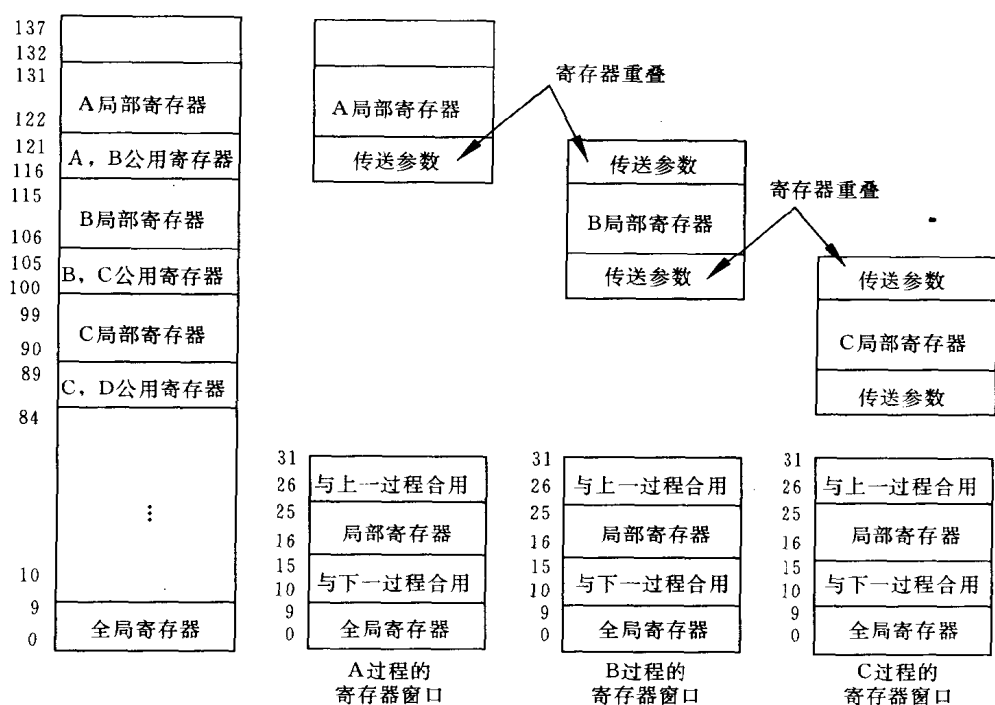 137
132
131
A局部寄存器
122
121
A，B公用寄存器
116
115
B局部寄存器
106
105
B，C公用寄存器
100
99
C局部寄存器
90
89
C，D公用寄存器
84
⋮
10
9
全局寄存器
0
A局部寄存器
传送参数
寄存器重叠
传送参数
B局部寄存器
传送参数
寄存器重叠
传送参数
C局部寄存器
传送参数
31
与上一过程合用
26
25
局部寄存器
16
15
与下一过程合用
10
9
全局寄存器
0
A过程的
寄存器窗口
31
与上一过程合用
26
25
局部寄存器
16
15
与下一过程合用
10
9
全局寄存器
0
B过程的
寄存器窗口
31
与上一过程合用
26
25
局部寄存器
16
15
与下一过程合用
10
9
全局寄存器
0
C过程的
寄存器窗口